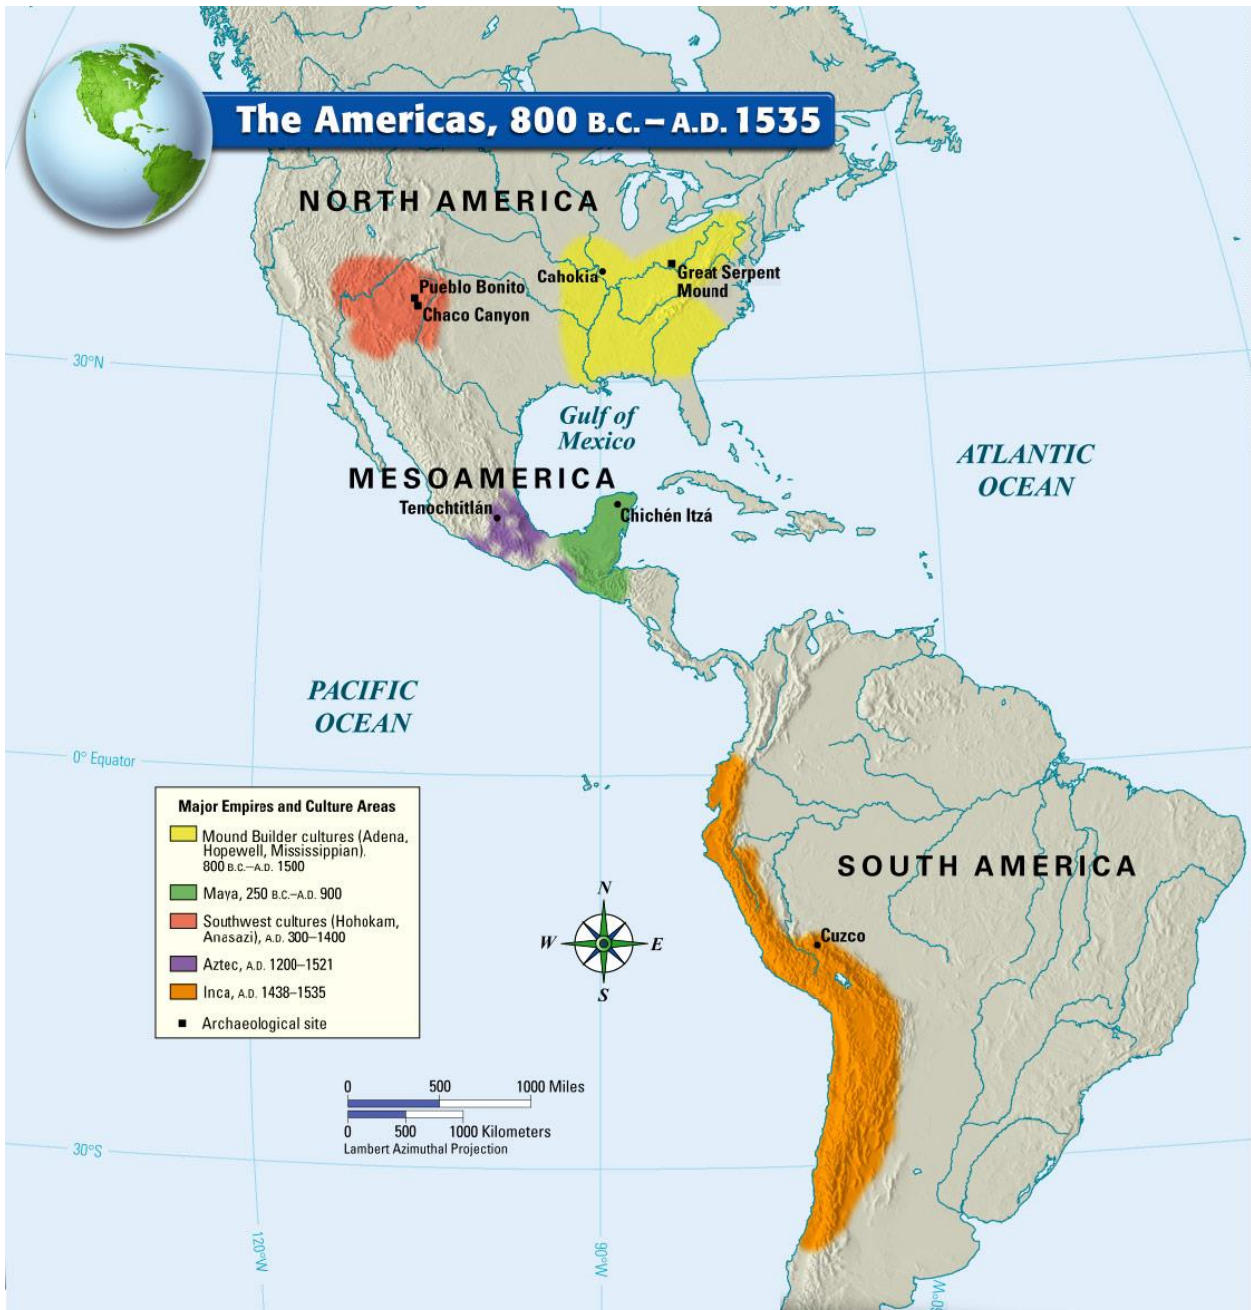 The Americas, 800 B.C. – A.D. 1535
NORTH AMERICA
Cahokia
Great Serpent
Mound
Pueblo Bonito
Chaco Canyon
30°N
Gulf of
Mexico
ATLANTIC
OCEAN
MESOAMERICA
Tenochtitlán
Chichén Itzá
PACIFIC
OCEAN
0° Equator
Major Empires and Culture Areas
Mound Builder cultures (Adena,
Hopewell, Mississippian),
800 B.C.–A.D. 1500
Maya, 250 B.C.–A.D. 900
Southwest cultures (Hohokam,
Anasazi), A.D. 300–1400
Aztec, A.D. 1200–1521
Inca, A.D. 1438–1535
Archaeological site
SOUTH AMERICA
N
W E
S
Cuzco
0 500 1000 Miles
0 500 1000 Kilometers
Lambert Azimuthal Projection
30°S
120°W
90°W